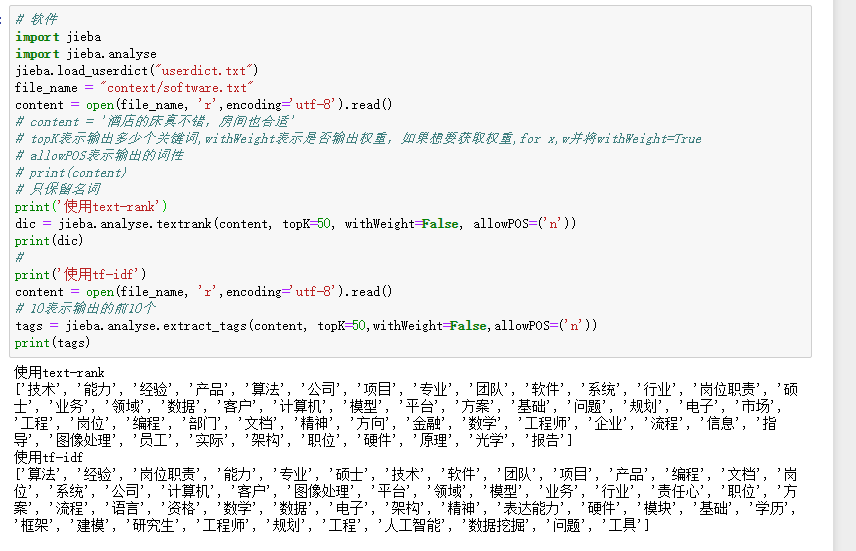 # 软件
import jieba
import jieba.analyse
jieba.load_userdict("userdict.txt")
file_name = "context/software.txt"
content = open(file_name, 'r',encoding='utf-8').read()
# content = '酒店的床真不错，房间也合适'
# topK表示输出多少个关键词,withWeight表示是否输出权重，如果想要获取权重,for x,w并将withWeight=True
# allowPOS表示输出的词性
# print(content)
# 只保留名词
print('使用text-rank')
dic = jieba.analyse.textrank(content, topK=50, withWeight=False, allowPOS=('n'))
print(dic)
#
print('使用tf-idf')
content = open(file_name, 'r',encoding='utf-8').read()
# 10表示输出的前10个
tags = jieba.analyse.extract_tags(content, topK=50,withWeight=False,allowPOS=('n'))
print(tags)
使用text-rank
['技术', '能力', '经验', '产品', '算法', '公司', '项目', '专业', '团队', '软件', '系统', '行业', '岗位职责', '硕
士', '业务', '领域', '数据', '客户', '计算机', '模型', '平台', '方案', '基础', '问题', '规划', '电子', '市场',
'工程', '岗位', '编程', '部门', '文档', '精神', '方向', '金融', '数学', '工程师', '企业', '流程', '信息', '指
导', '图像处理', '员工', '实际', '架构', '职位', '硬件', '原理', '光学', '报告']
使用tf-idf
['算法', '经验', '岗位职责', '能力', '专业', '硕士', '技术', '软件', '团队', '项目', '产品', '编程', '文档', '岗
位', '系统', '公司', '计算机', '客户', '图像处理', '平台', '领域', '模型', '业务', '行业', '责任心', '职位', '方
案', '流程', '语言', '资格', '数学', '数据', '电子', '架构', '精神', '表达能力', '硬件', '模块', '基础', '学历',
'框架', '建模', '研究生', '工程师', '规划', '工程', '人工智能', '数据挖掘', '问题', '工具']